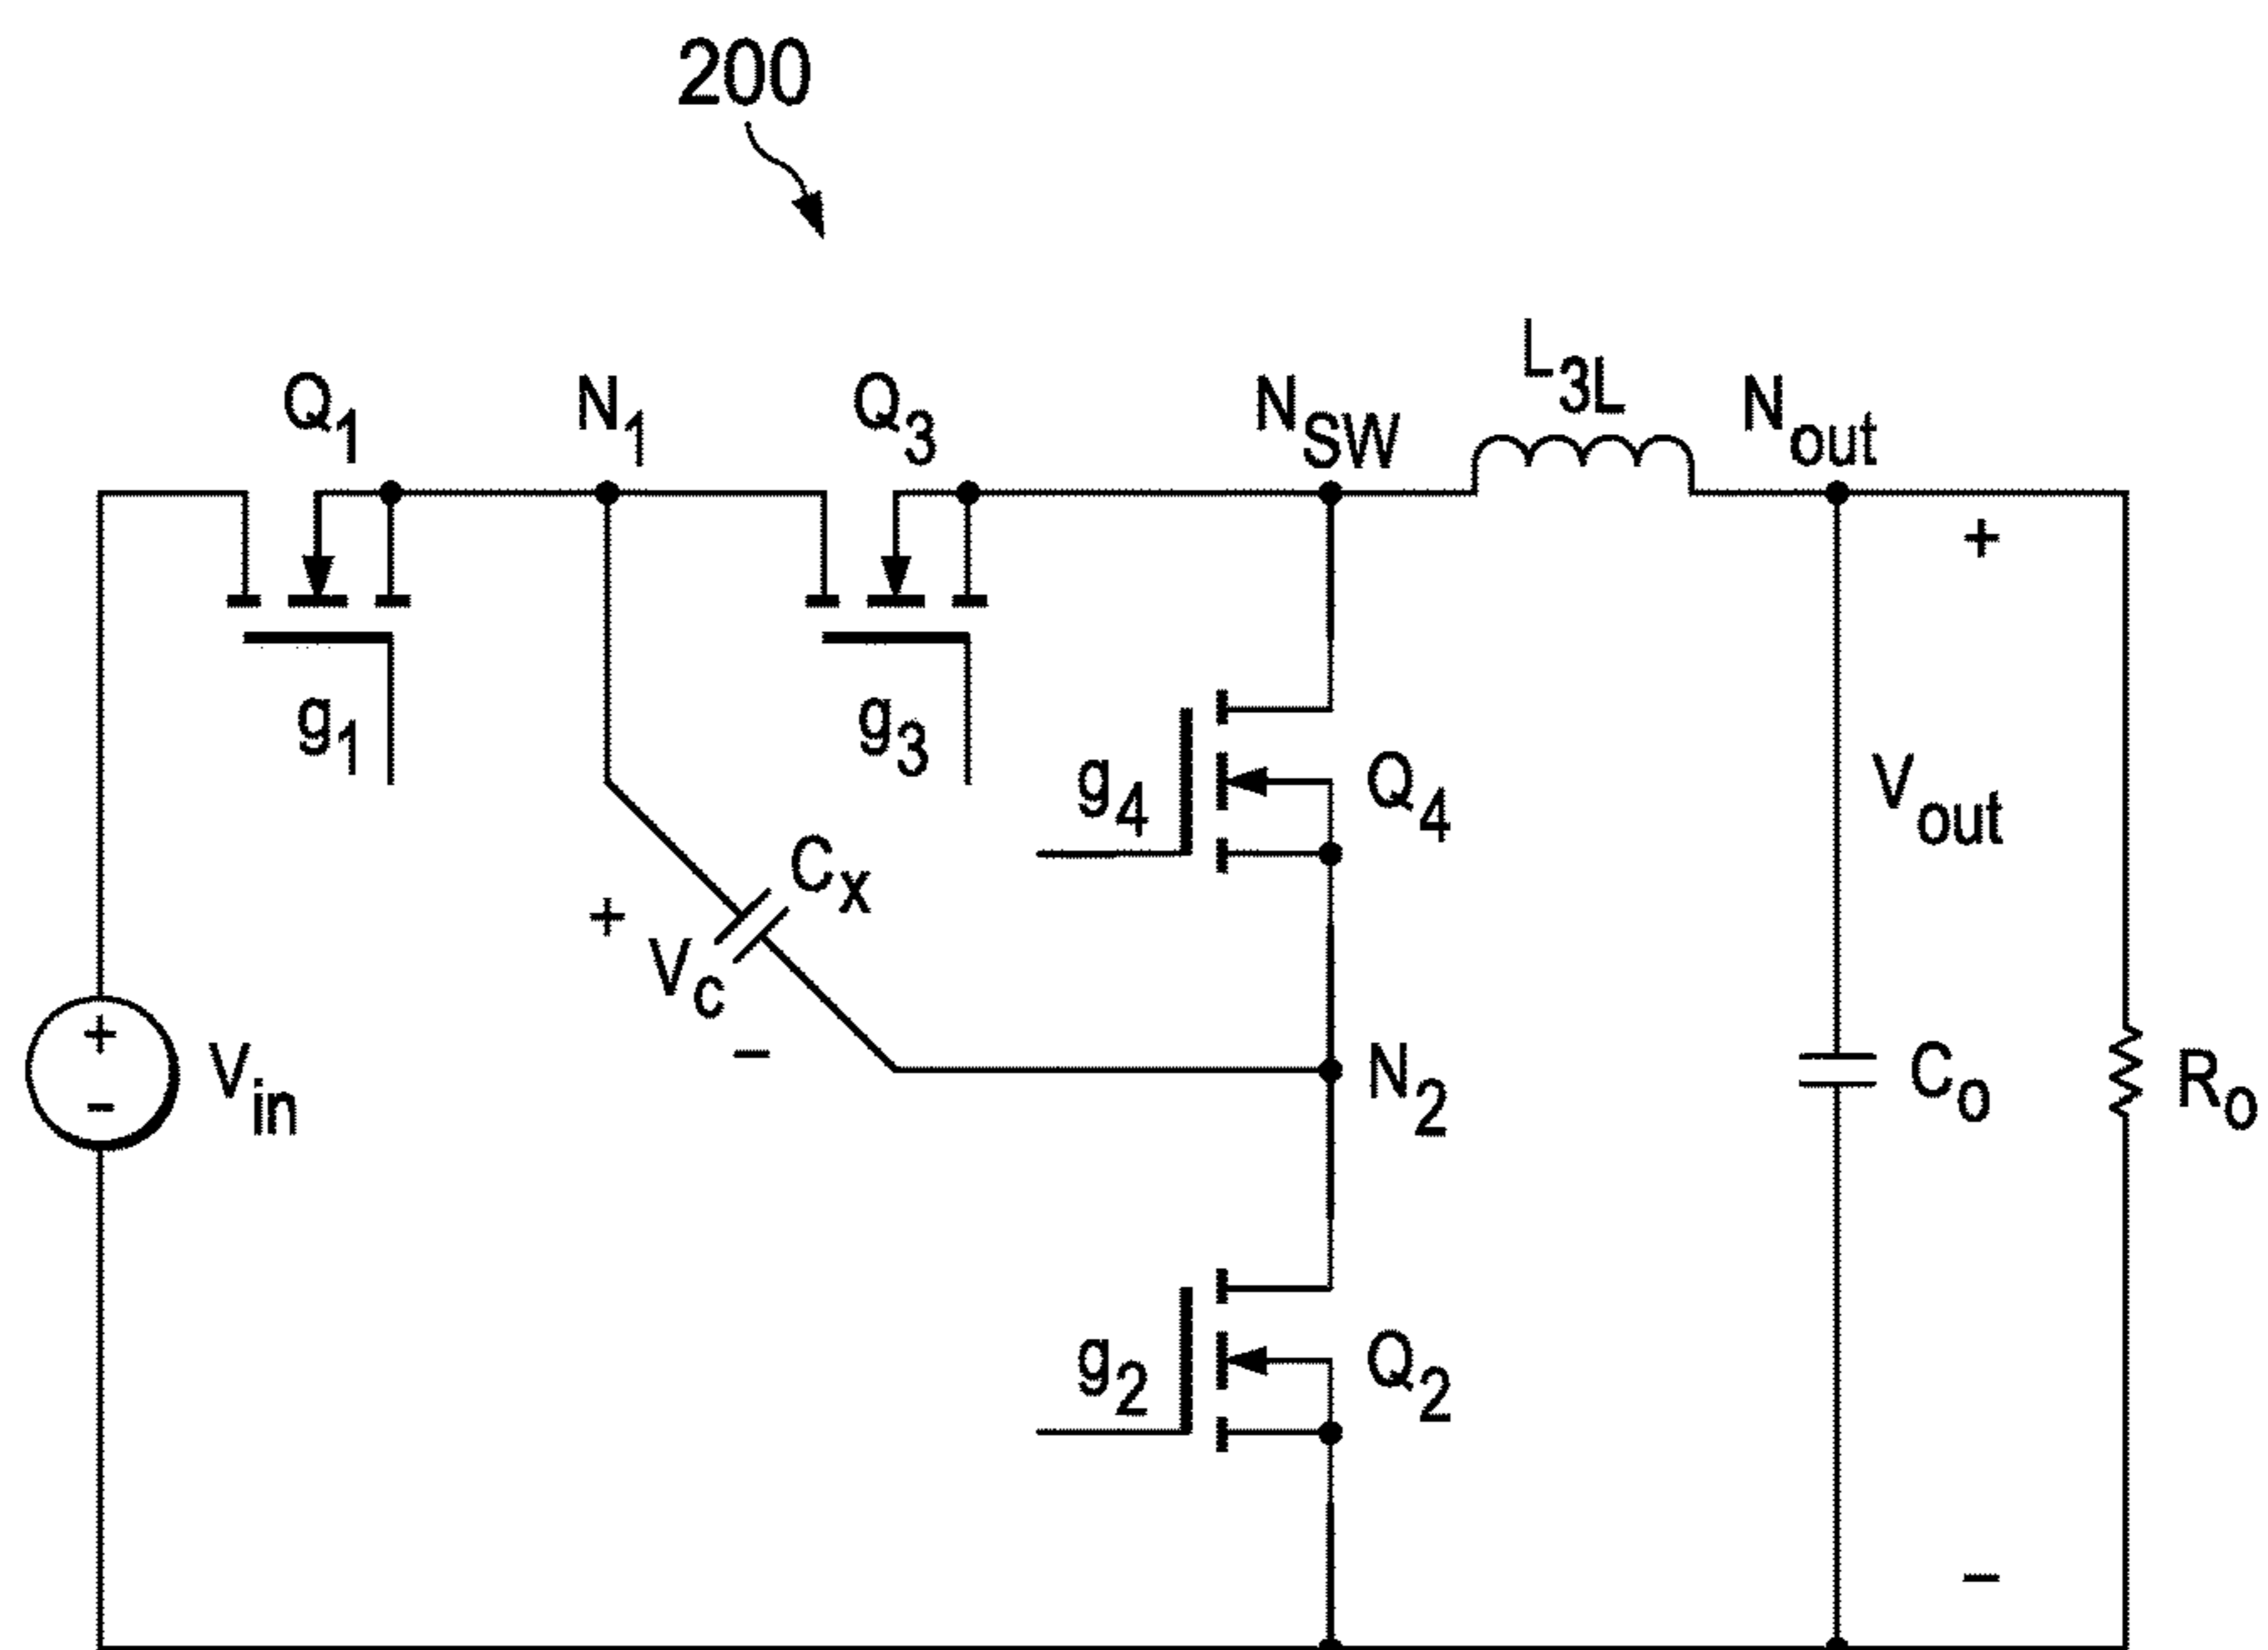 200
Q1
N1
Q3
NSW
L3L
Nout
+
g1
g3
g4
Q4
Vout
Cx
+
Vc
−
+
−
Vin
N2
Co
Ro
g2
Q2
−